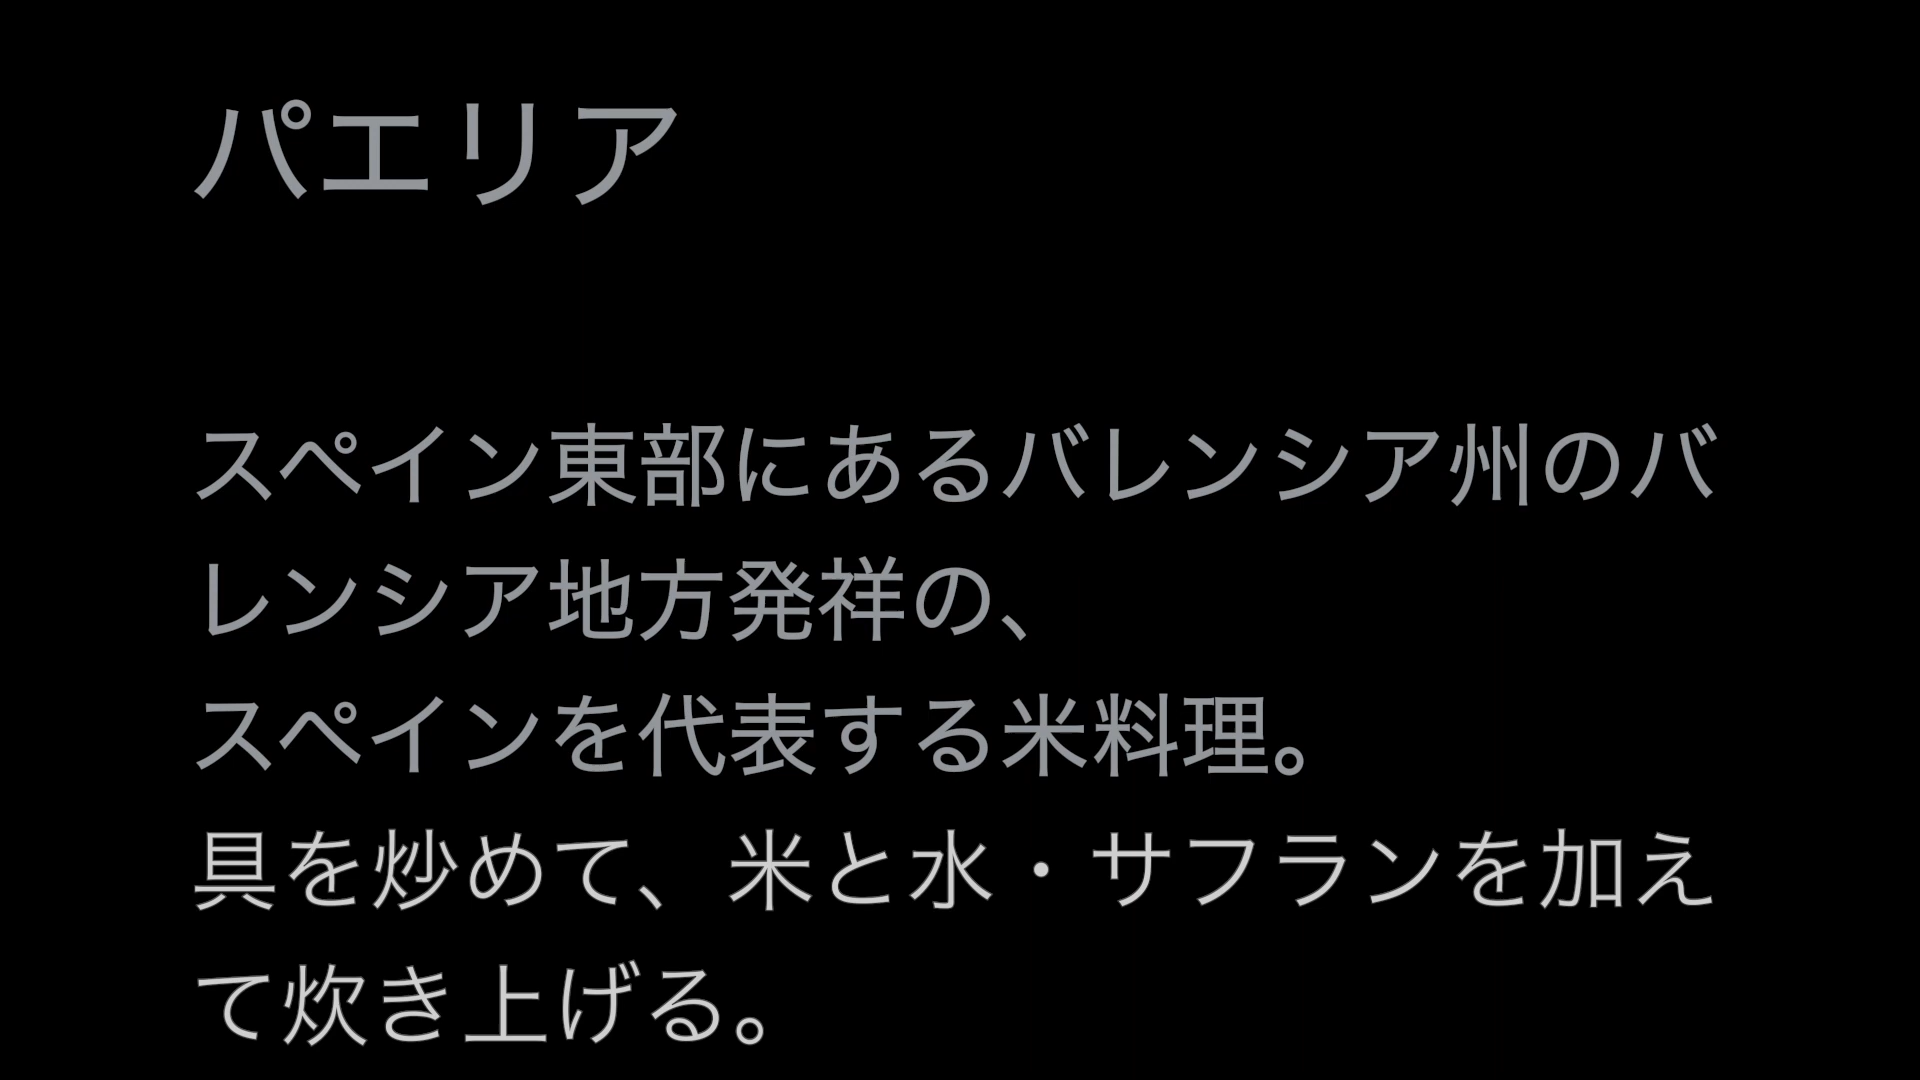 パエリア
スペイン東部にあるバレンシア州のバ
レンシア地方発祥の、
スペインを代表する米料理。
具を炒めて、米と水・サフランを加え
て炊き上げる。